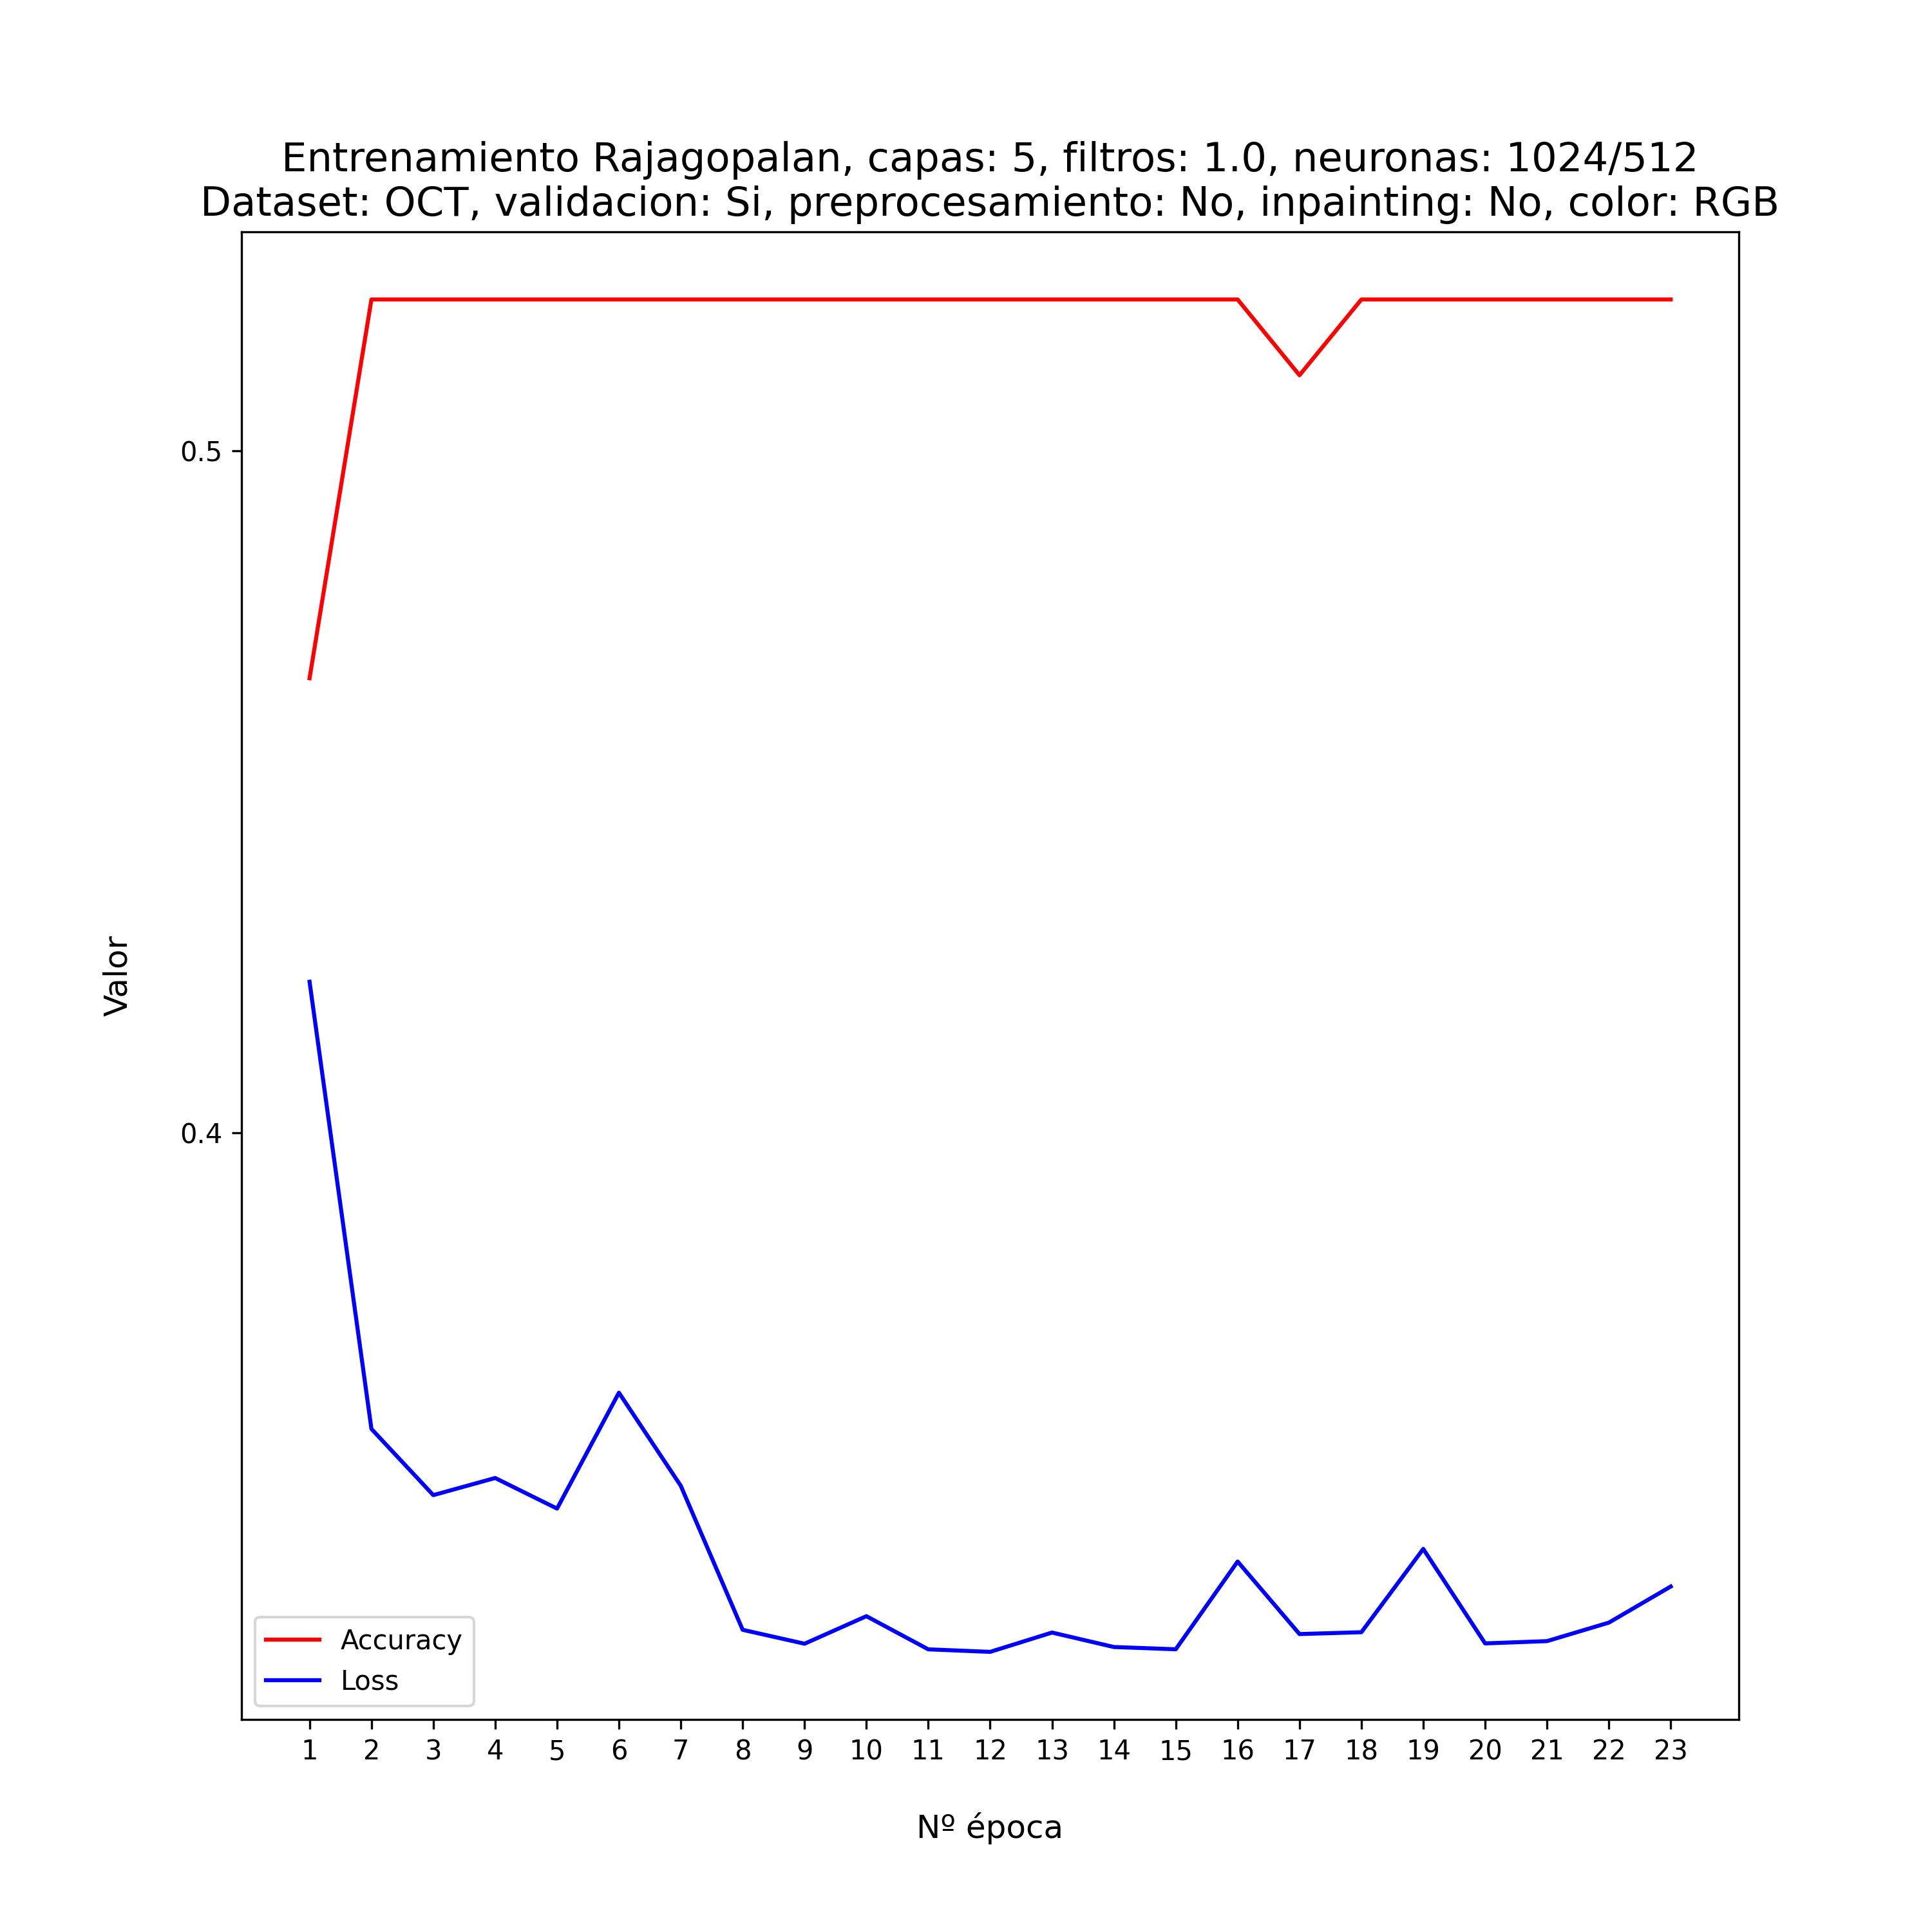 Entrenamiento Rajagopalan, capas: 5, filtros: 1.0, neuronas: 1024/512
Dataset: OCT, validacion: Si, preprocesamiento: No, inpainting: No, color: RGB
0.5
Valor
0.4
Accuracy
Loss
1 2 3 4 5 6 7 8 9 10 11 12 13 14 15 16 17 18 19 20 21 22 23
Nº época